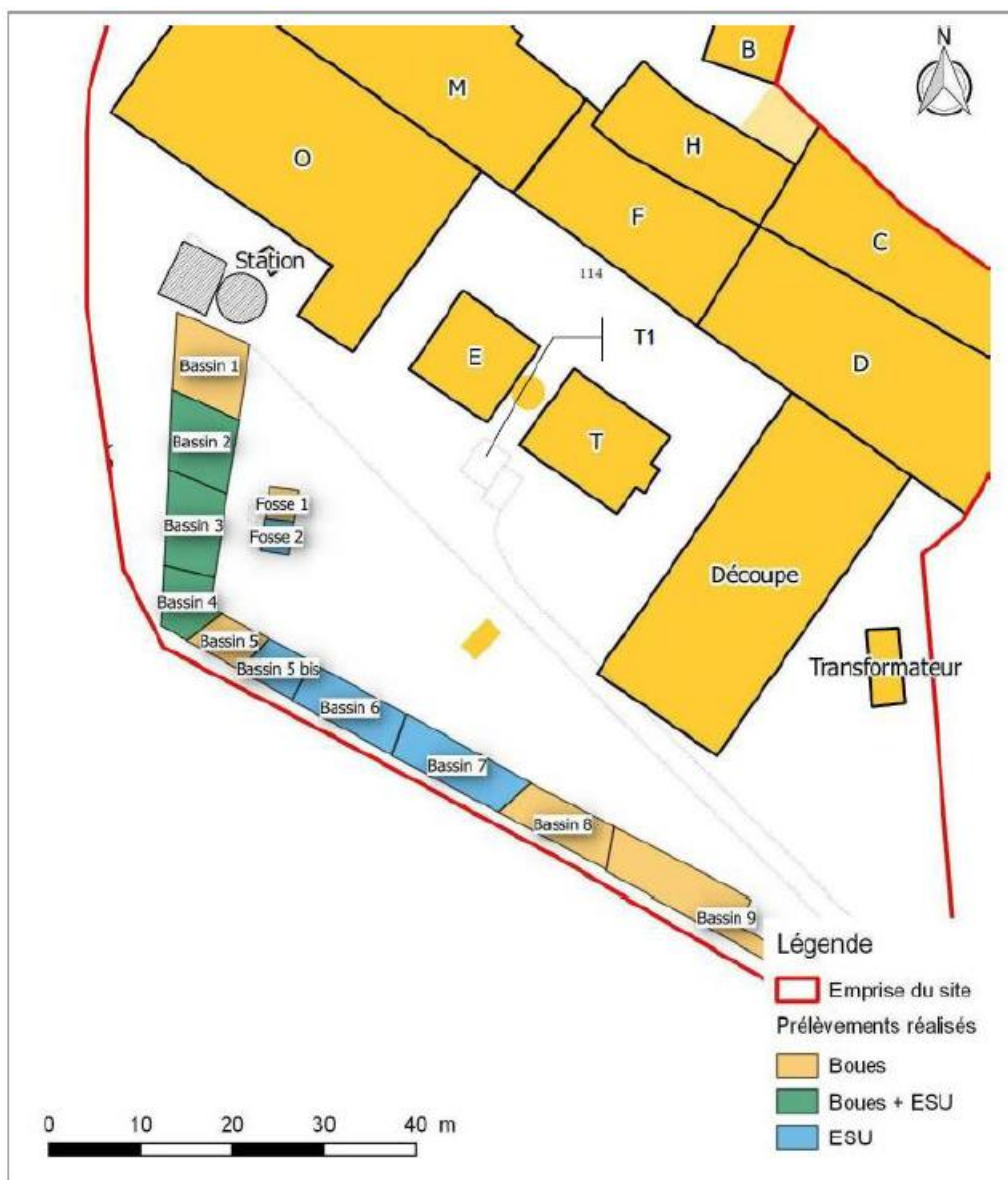 N
B
M
H
O
F
C
Station
114
T1
E
D
Bassin 1
T
Bassin 2
Fosse 1
Bassin 3
Fosse 2
Découpe
Bassin 4
Bassin 5
Bassin 5 bis
Transformateur
Bassin 6
Bassin 7
Bassin 8
Bassin 9
Légende
Emprise du site
Prélèvements réalisés
Boues
Boues + ESU
ESU
0 10 20 30 40 m